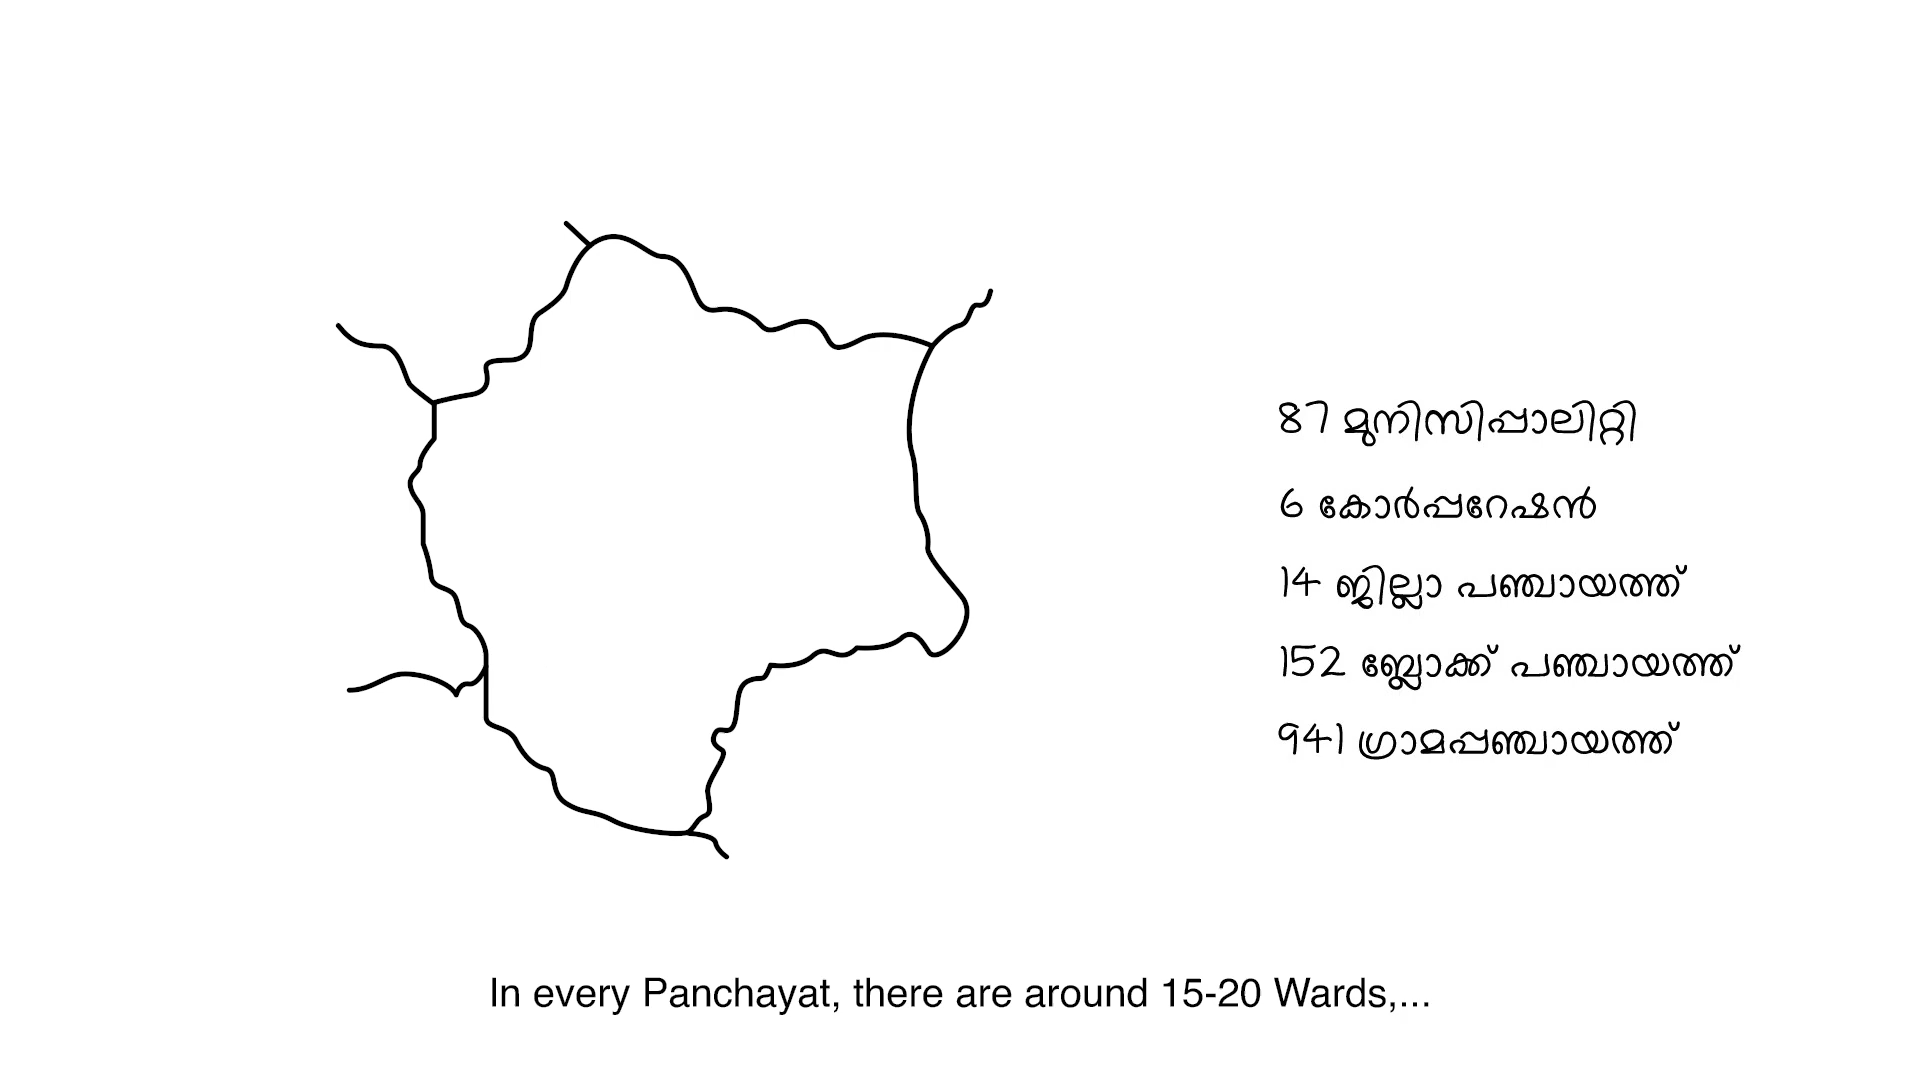 87 മുനിസിപ്പാലിറ്റി
6 കോർപ്പറേഷൻ
14 ജില്ലാ പഞ്ചായത്ത്
152 ബ്ലോക്ക് പഞ്ചായത്ത്
941 ഗ്രാമപ്പഞ്ചായത്ത്
In every Panchayat, there are around 15-20 Wards,...